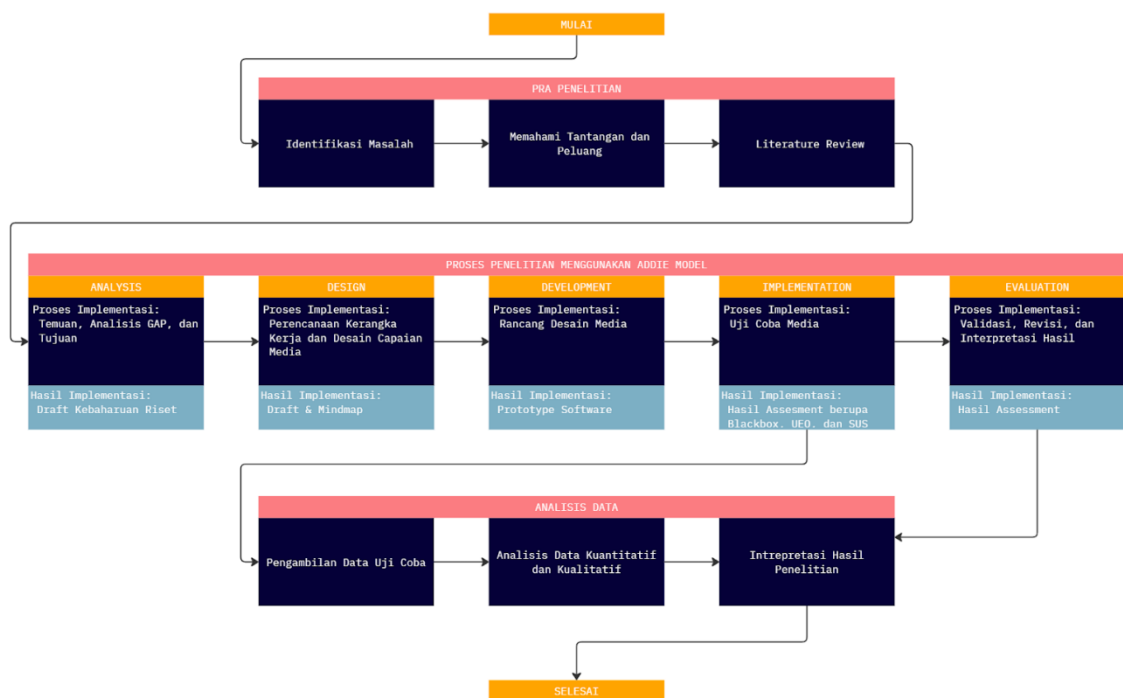 MULAI
PRA PENELITIAN
Identifikasi Masalah
Memahami Tantangan dan
Peluang
Literature Review
PROSES PENELITIAN MENGGUNAKAN ADDIE MODEL
ANALYSIS
Proses Implementasi:
Temuan, Analisis GAP, dan
Tujuan
Hasil Implementasi:
Draft Kebaharuan Riset
DESIGN
Proses Implementasi:
Perencanaan Kerangka
Kerja dan Desain Capaian
Media
Hasil Implementasi:
Draft & Mindmap
DEVELOPMENT
Proses Implementasi:
Rancang Desain Media
Hasil Implementasi:
Prototype Software
IMPLEMENTATION
Proses Implementasi:
Uji Coba Media
Hasil Implementasi:
Hasil Assesment berupa
Blackbox, UEQ, dan SUS
EVALUATION
Proses Implementasi:
Validasi, Revisi, dan
Interpretasi Hasil
Hasil Implementasi:
Hasil Assessment
ANALISIS DATA
Pengambilan Data Uji Coba
Analisis Data Kuantitatif
dan Kualitatif
Intrepretasi Hasil
Penelitian
SELESAI